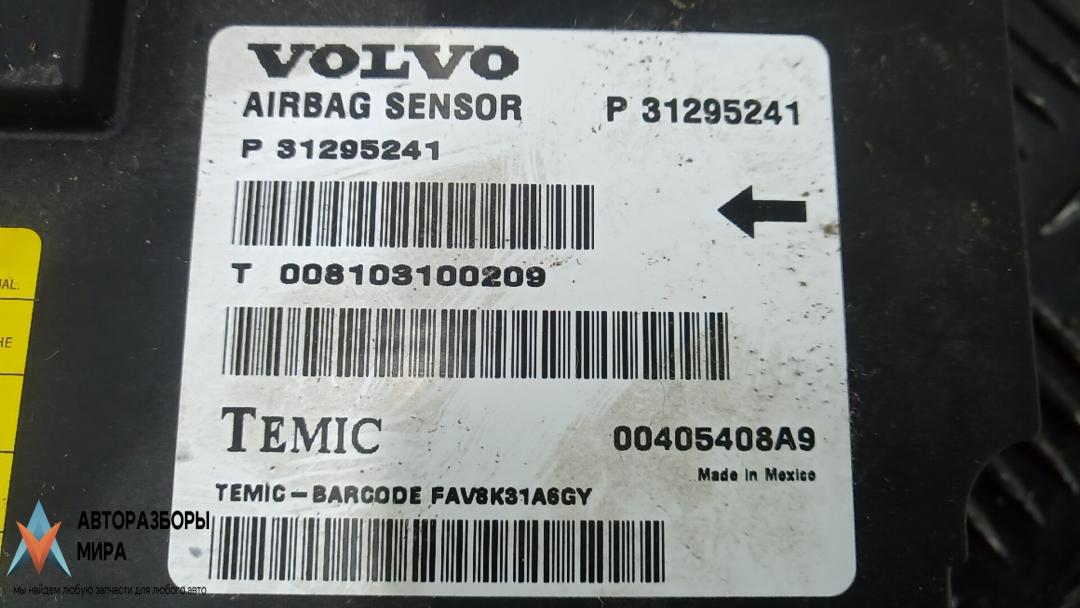 VOLVO
AIRBAG SENSOR P 31295241
P 31295241
T 008103100209
TEMIC 00405408A9
Made in Mexico
TEMIC-BARCODE FAV8K31A6GY
АВТОРАЗБОРЫ
МИРА
мы найдем любую запчасти для любого авто